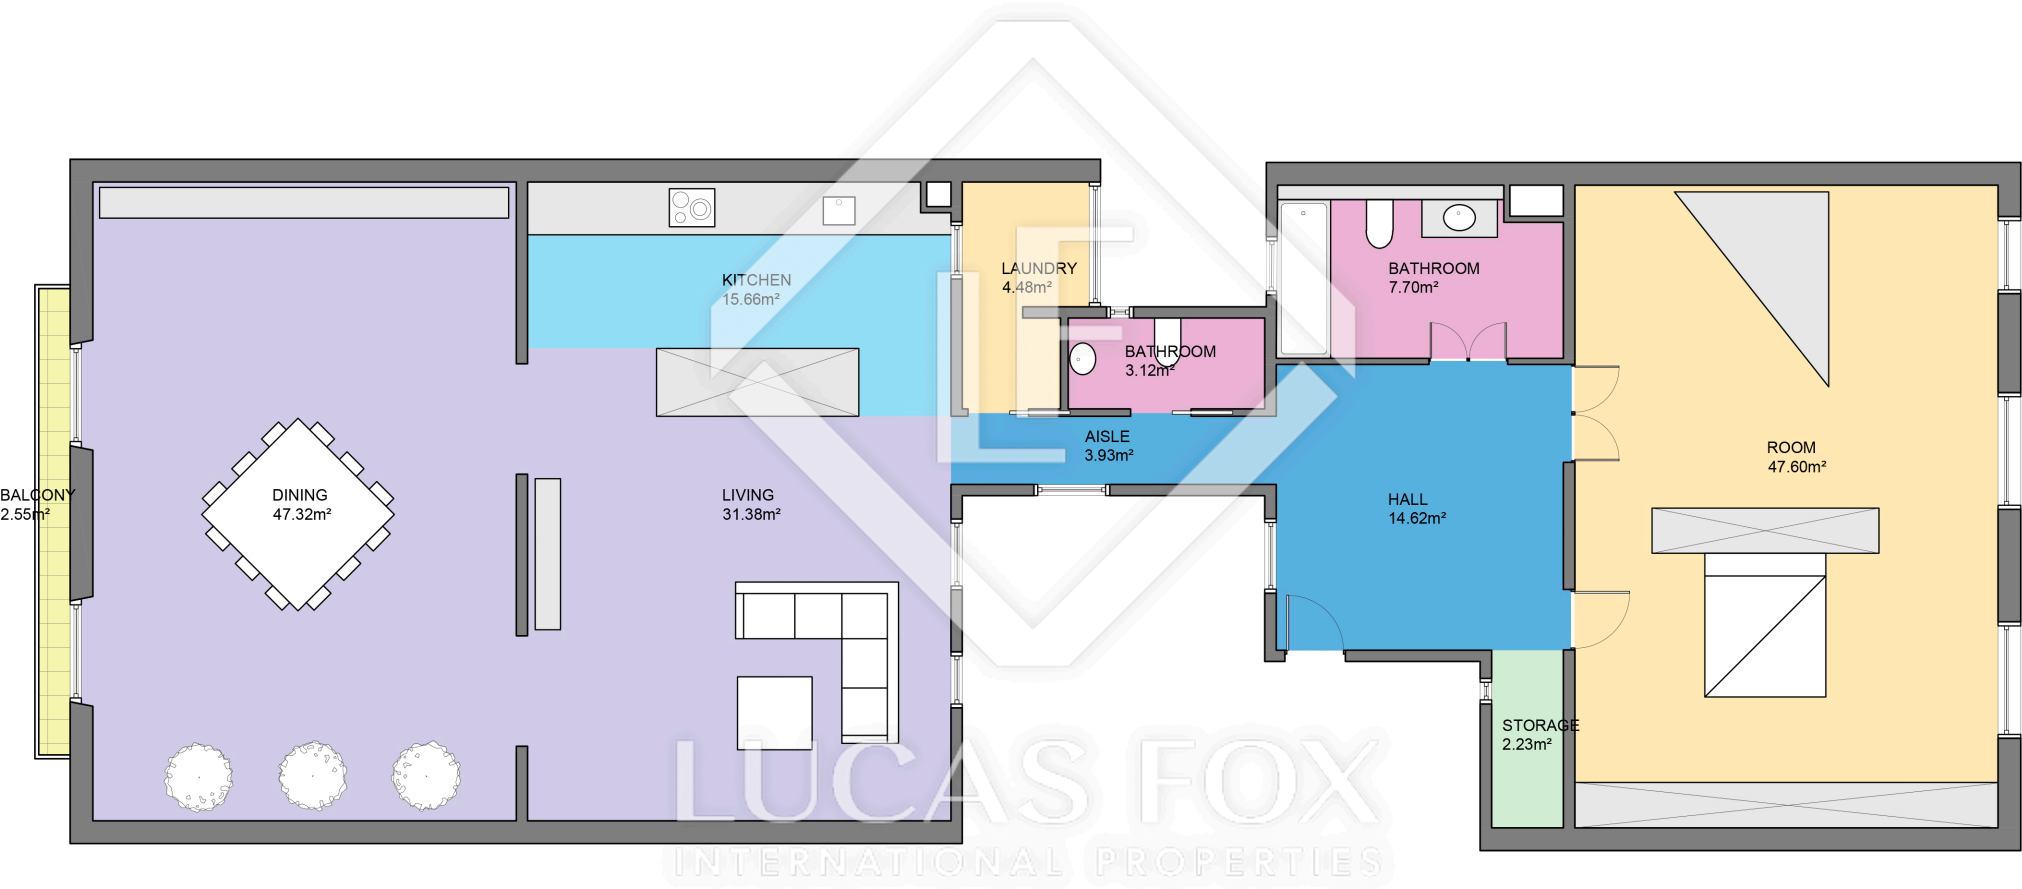 KITCHEN
15.66m²
LAUNDRY
4.48m²
BATHROOM
7.70m²
BATHROOM
3.12m²
AISLE
3.93m²
ROOM
47.60m²
BALCONY
2.55m²
DINING
47.32m²
LIVING
31.38m²
HALL
14.62m²
STORAGE
2.23m²
LF
LUCAS FOX
INTERNATIONAL PROPERTIES